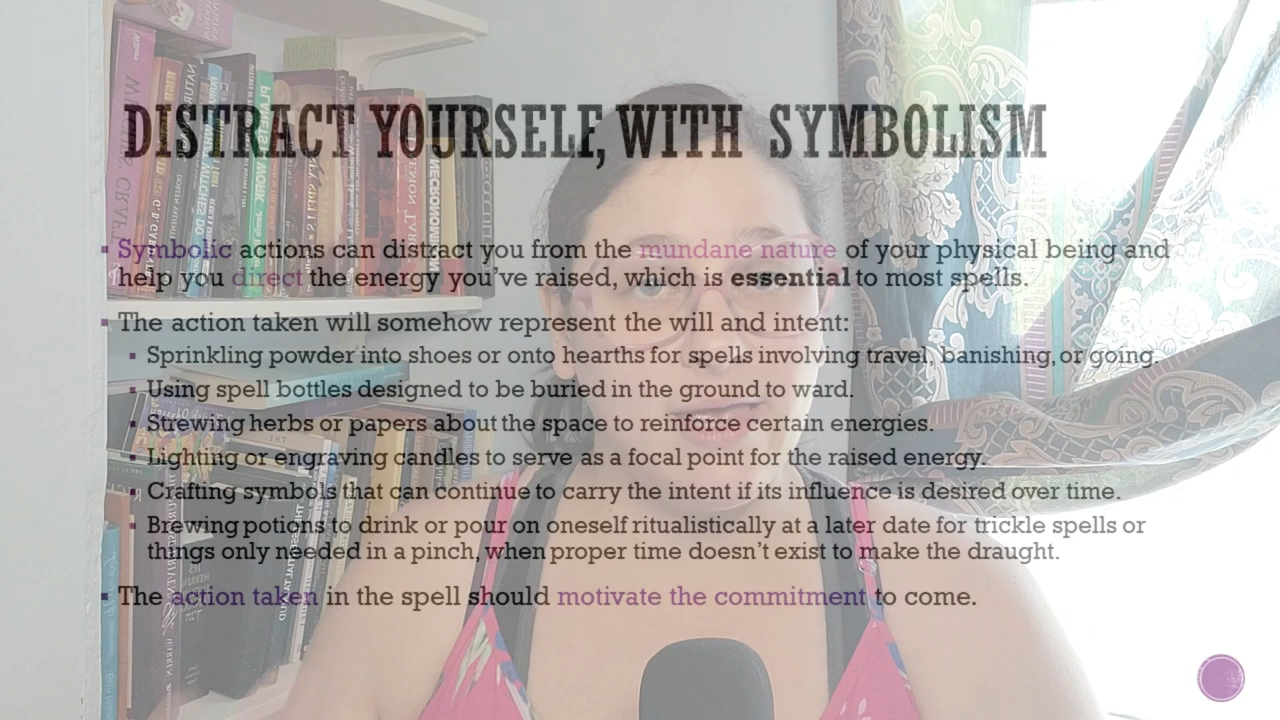 DISTRACT YOURSELF, WITH SYMBOLISM
Symbolic actions can distract you from the mundane nature of your physical being and
help you direct the energy you've raised, which is essential to most spells.
The action taken will somehow represent the will and intent:
Sprinkling powder into shoes or onto hearths for spells involving travel, banishing, or going.
Using spell bottles designed to be buried in the ground to ward.
Strewing herbs or papers about the space to reinforce certain energies.
Lighting or engraving candles to serve as a focal point for the raised energy.
Crafting symbols that can continue to carry the intent if its influence is desired over time.
Brewing potions to drink or pour on oneself ritualistically at a later date for trickle spells or
things only needed in a pinch, when proper time doesn't exist to make the draught.
The action taken in the spell should motivate the commitment to come.
NECRONOMICON